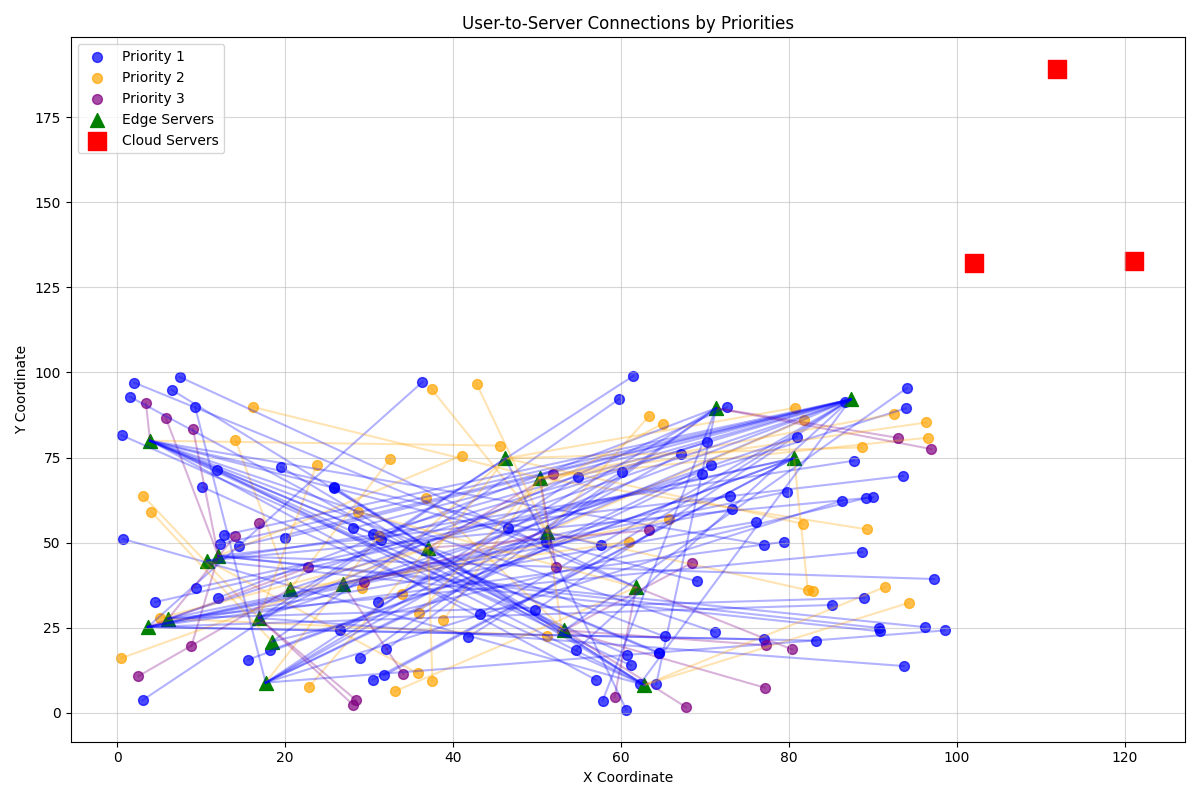 User-to-Server Connections by Priorities
Priority 1
Priority 2
Priority 3
Edge Servers
Cloud Servers
Y Coordinate
175
150
125
100
75
50
25
0
0 20 40 60 80 100 120
X Coordinate